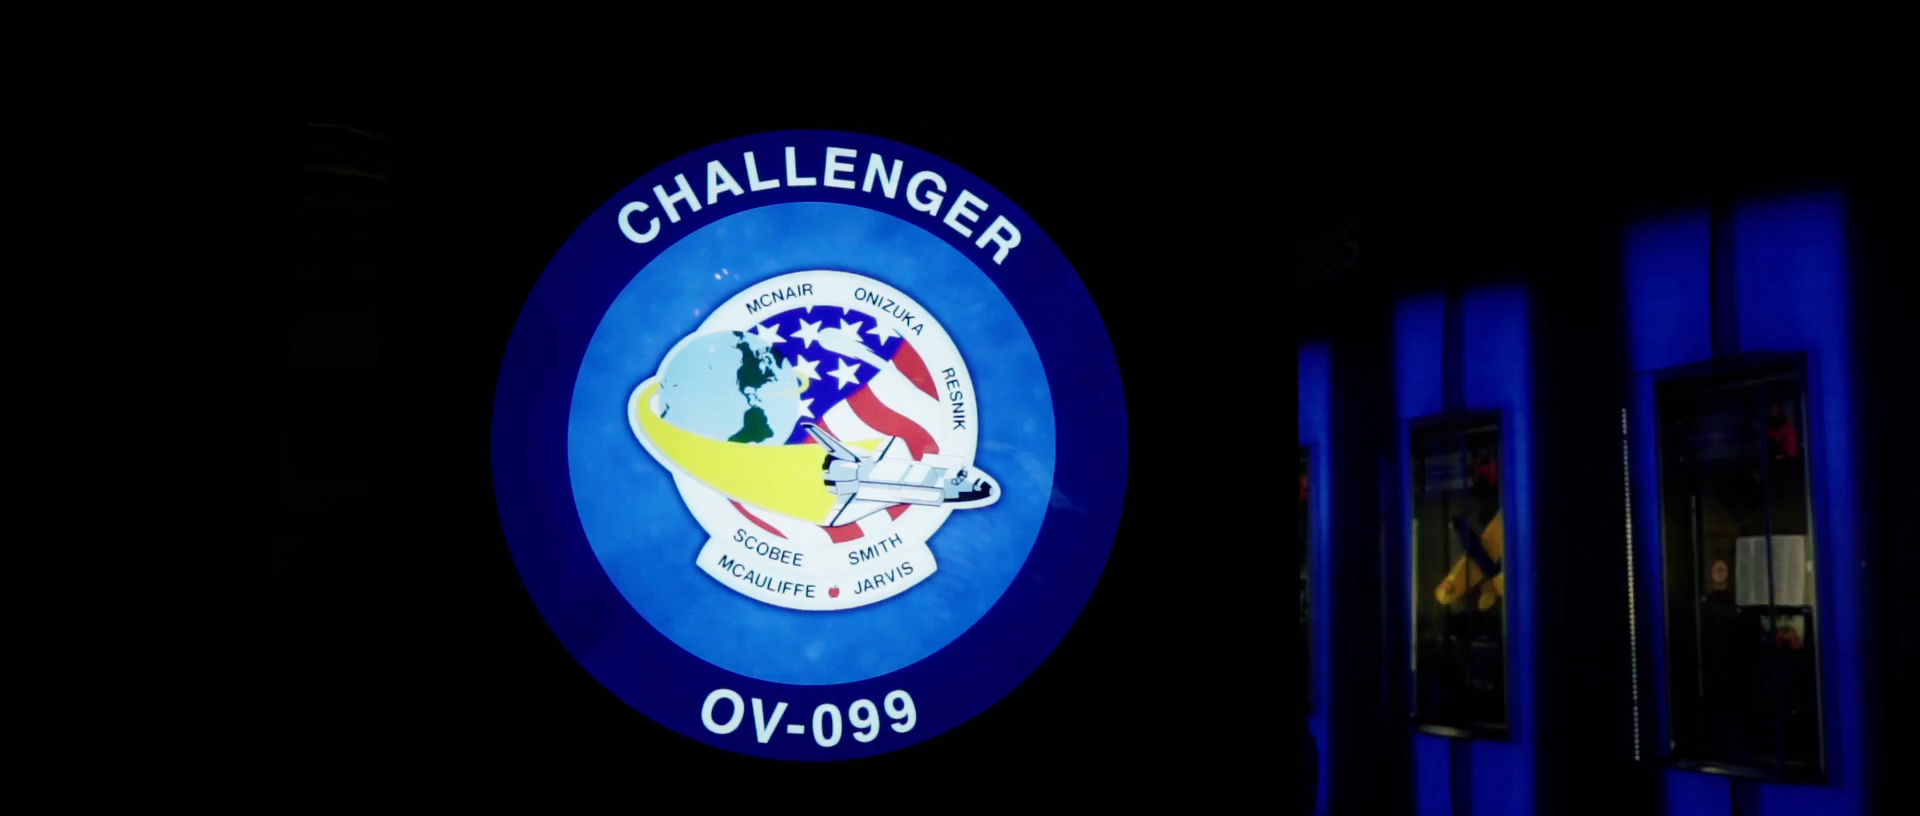 CHALLENGER
MCNAIR ONIZUKA
RESNIK
SCOBEE SMITH
MCAULIFFE JARVIS
OV-099